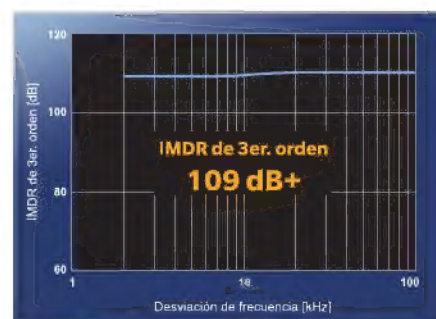 120
100
80
60
IMDR de 3er. orden [dB]
IMDR de 3er. orden
109 dB+
1
10
100
Desviación de frecuencia [kHz]